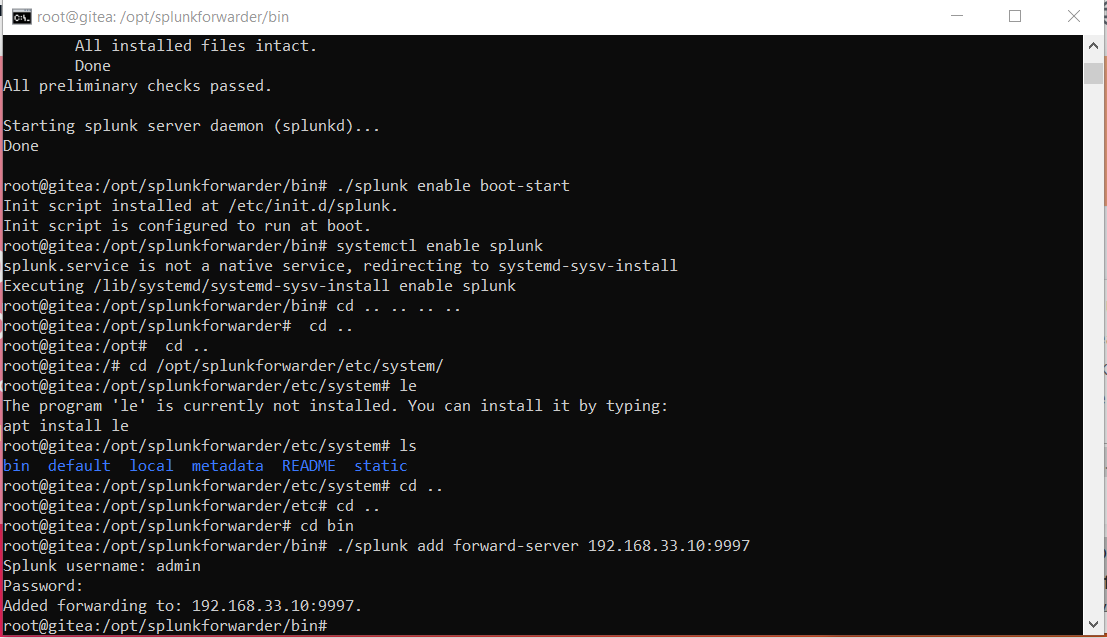 root@gitea: /opt/splunkforwarder/bin
All installed files intact.
Done
All preliminary checks passed.
Starting splunk server daemon (splunkd)...
Done
root@gitea:/opt/splunkforwarder/bin# ./splunk enable boot-start
Init script installed at /etc/init.d/splunk.
Init script is configured to run at boot.
root@gitea:/opt/splunkforwarder/bin# systemctl enable splunk
splunk.service is not a native service, redirecting to systemd-sysv-install
Executing /lib/systemd/systemd-sysv-install enable splunk
root@gitea:/opt/splunkforwarder/bin# cd .. .. .. ..
root@gitea:/opt/splunkforwarder#  cd ..
root@gitea:/opt#  cd ..
root@gitea:/# cd /opt/splunkforwarder/etc/system/
root@gitea:/opt/splunkforwarder/etc/system# le
The program 'le' is currently not installed. You can install it by typing:
apt install le
root@gitea:/opt/splunkforwarder/etc/system# ls
bin  default  local  metadata  README  static
root@gitea:/opt/splunkforwarder/etc/system# cd ..
root@gitea:/opt/splunkforwarder/etc# cd ..
root@gitea:/opt/splunkforwarder# cd bin
root@gitea:/opt/splunkforwarder/bin# ./splunk add forward-server 192.168.33.10:9997
Splunk username: admin
Password:
Added forwarding to: 192.168.33.10:9997.
root@gitea:/opt/splunkforwarder/bin#